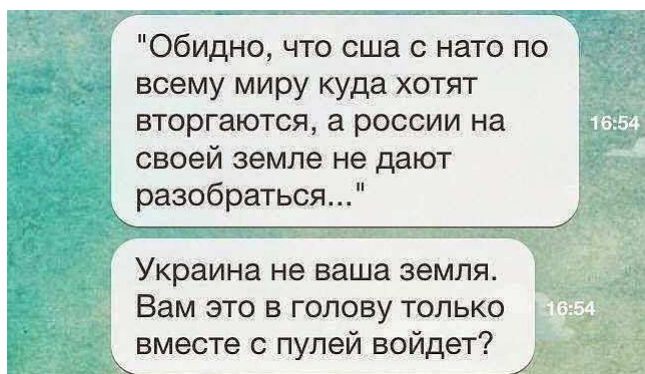 "Обидно, что сша с нато по
всему миру куда хотят
вторгаются, а россии на
своей земле не дают
разобраться..."
16:54
Украина не ваша земля.
Вам это в голову только
вместе с пулей войдет?
16:54